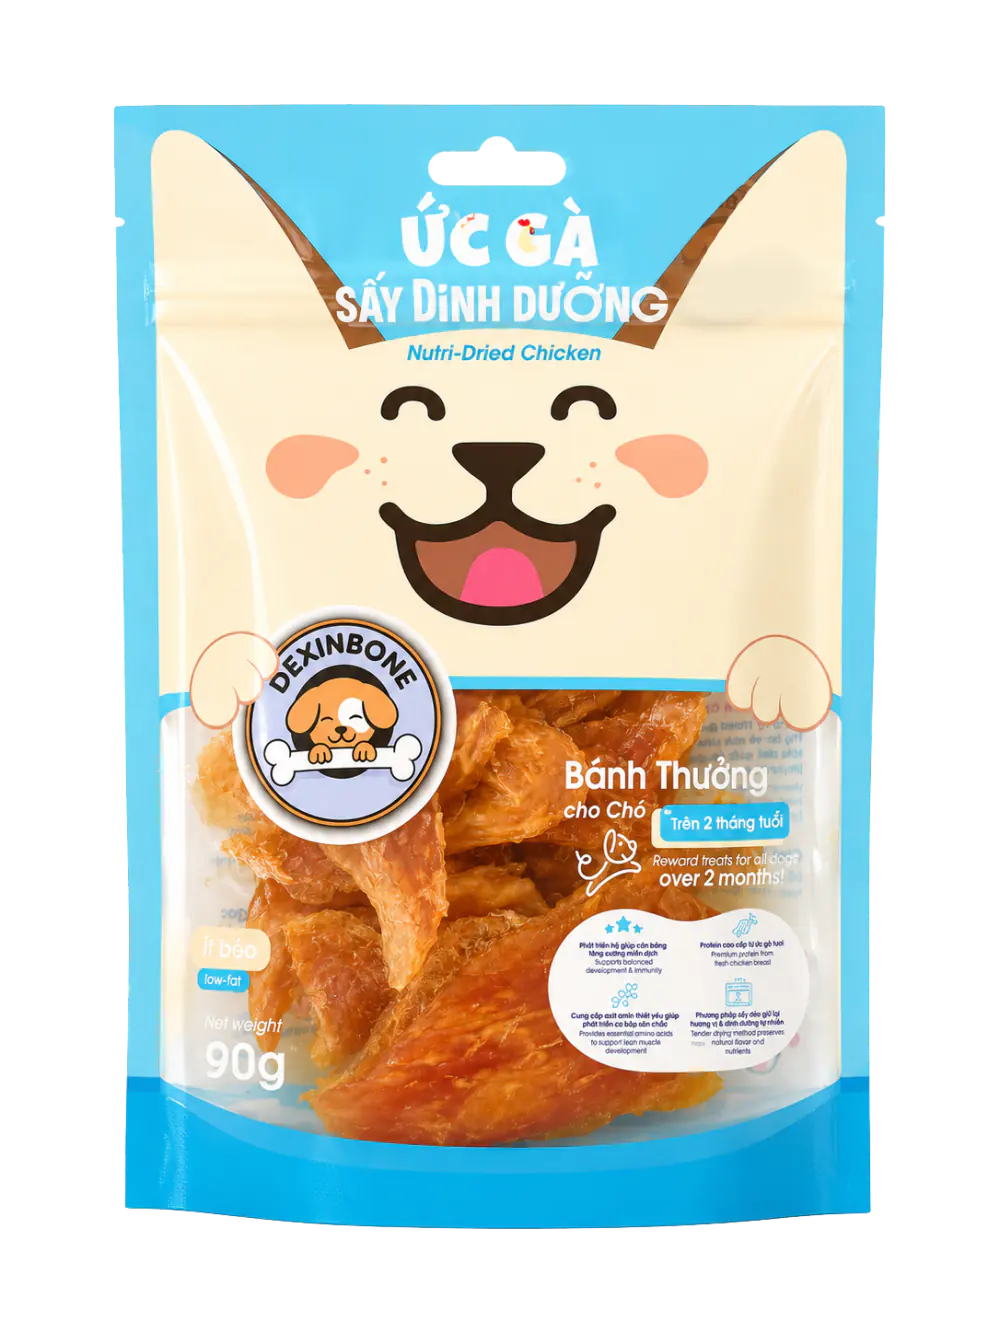 ỨC GÀ
SẤY DINH DƯỠNG
Nutri-Dried Chicken
DEXINBONE
Bánh Thưởng
cho Chó
Trên 2 tháng tuổi
Reward treats for all dogs
over 2 months!
Ít béo
low-fat
Net weight
90g
Phát triển hệ giúp cân bằng
tăng cường miễn dịch
Supports balanced
development & immunity
Protein cao cấp từ ức gà tươi
Premium protein from
fresh chicken breast
Cung cấp axit amin thiết yếu giúp
phát triển cơ bắp săn chắc
Provides essential amino acids
to support lean muscle
development
Phương pháp sấy dẻo giữ lại
hương vị & dinh dưỡng tự nhiên
Tender drying method preserves
natural flavor and
nutrients